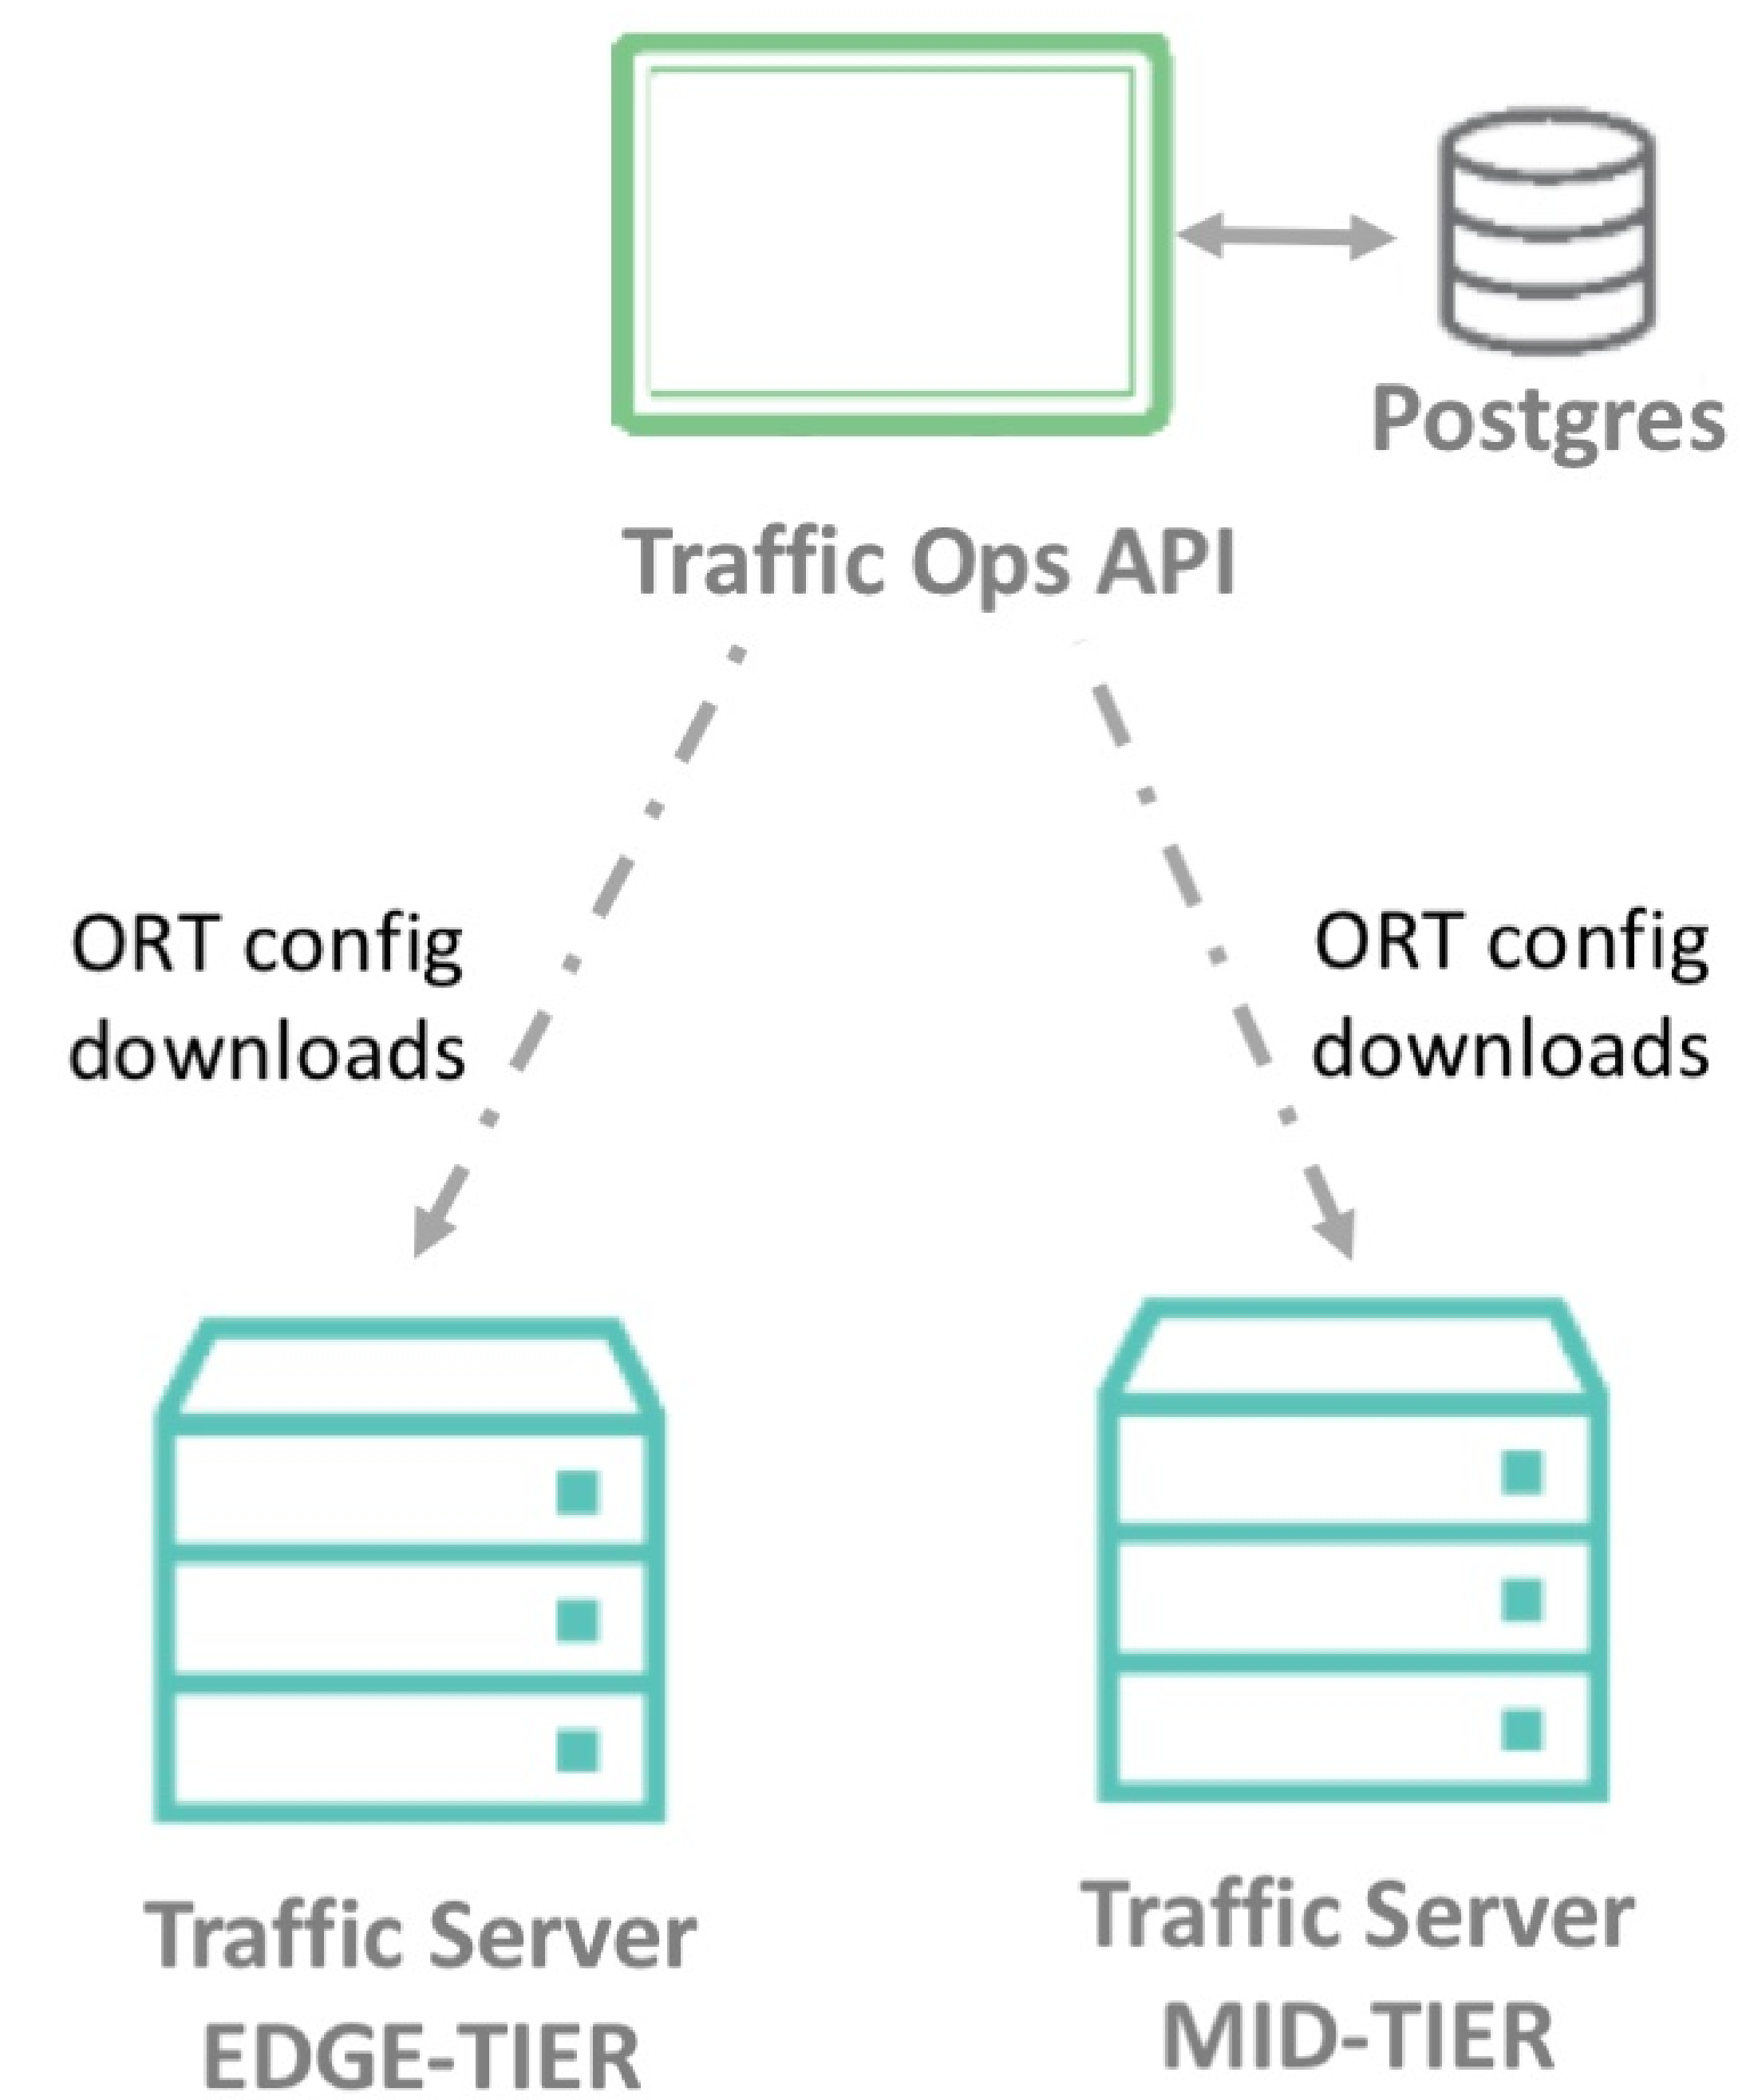 Postgres
Traffic Ops API
ORT config
downloads
ORT config
downloads
Traffic Server
EDGE-TIER
Traffic Server
MID-TIER